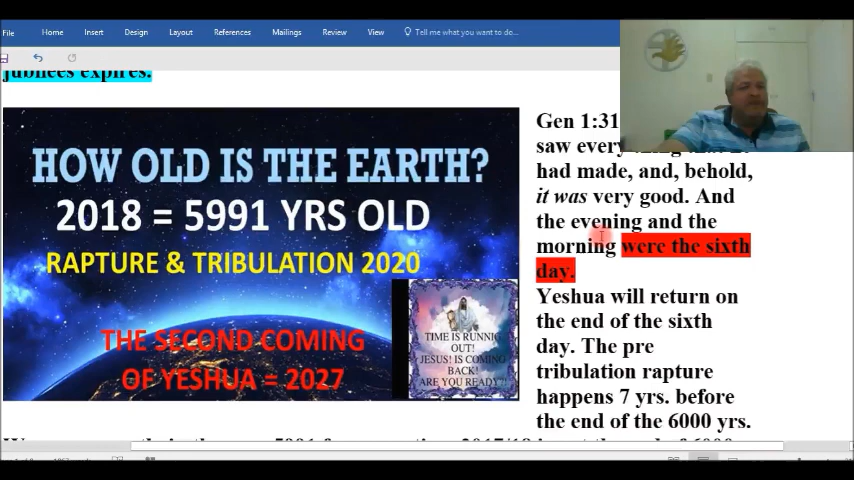 File Home Insert Design Layout References Mailings Review View Tell me what you want to do...
jubilees expires.
HOW OLD IS THE EARTH?
2018 = 5991 YRS OLD
RAPTURE & TRIBULATION 2020
THE SECOND COMING
OF YESHUA = 2027
TIME IS RUNNIG
OUT!
JESUS! IS COMING
BACK!
ARE YOU READY?!
Gen 1:31
saw every
had made, and, behold,
it was very good. And
the evening and the
morning were the sixth
day.
Yeshua will return on
the end of the sixth
day. The pre
tribulation rapture
happens 7 yrs. before
the end of the 6000 yrs.